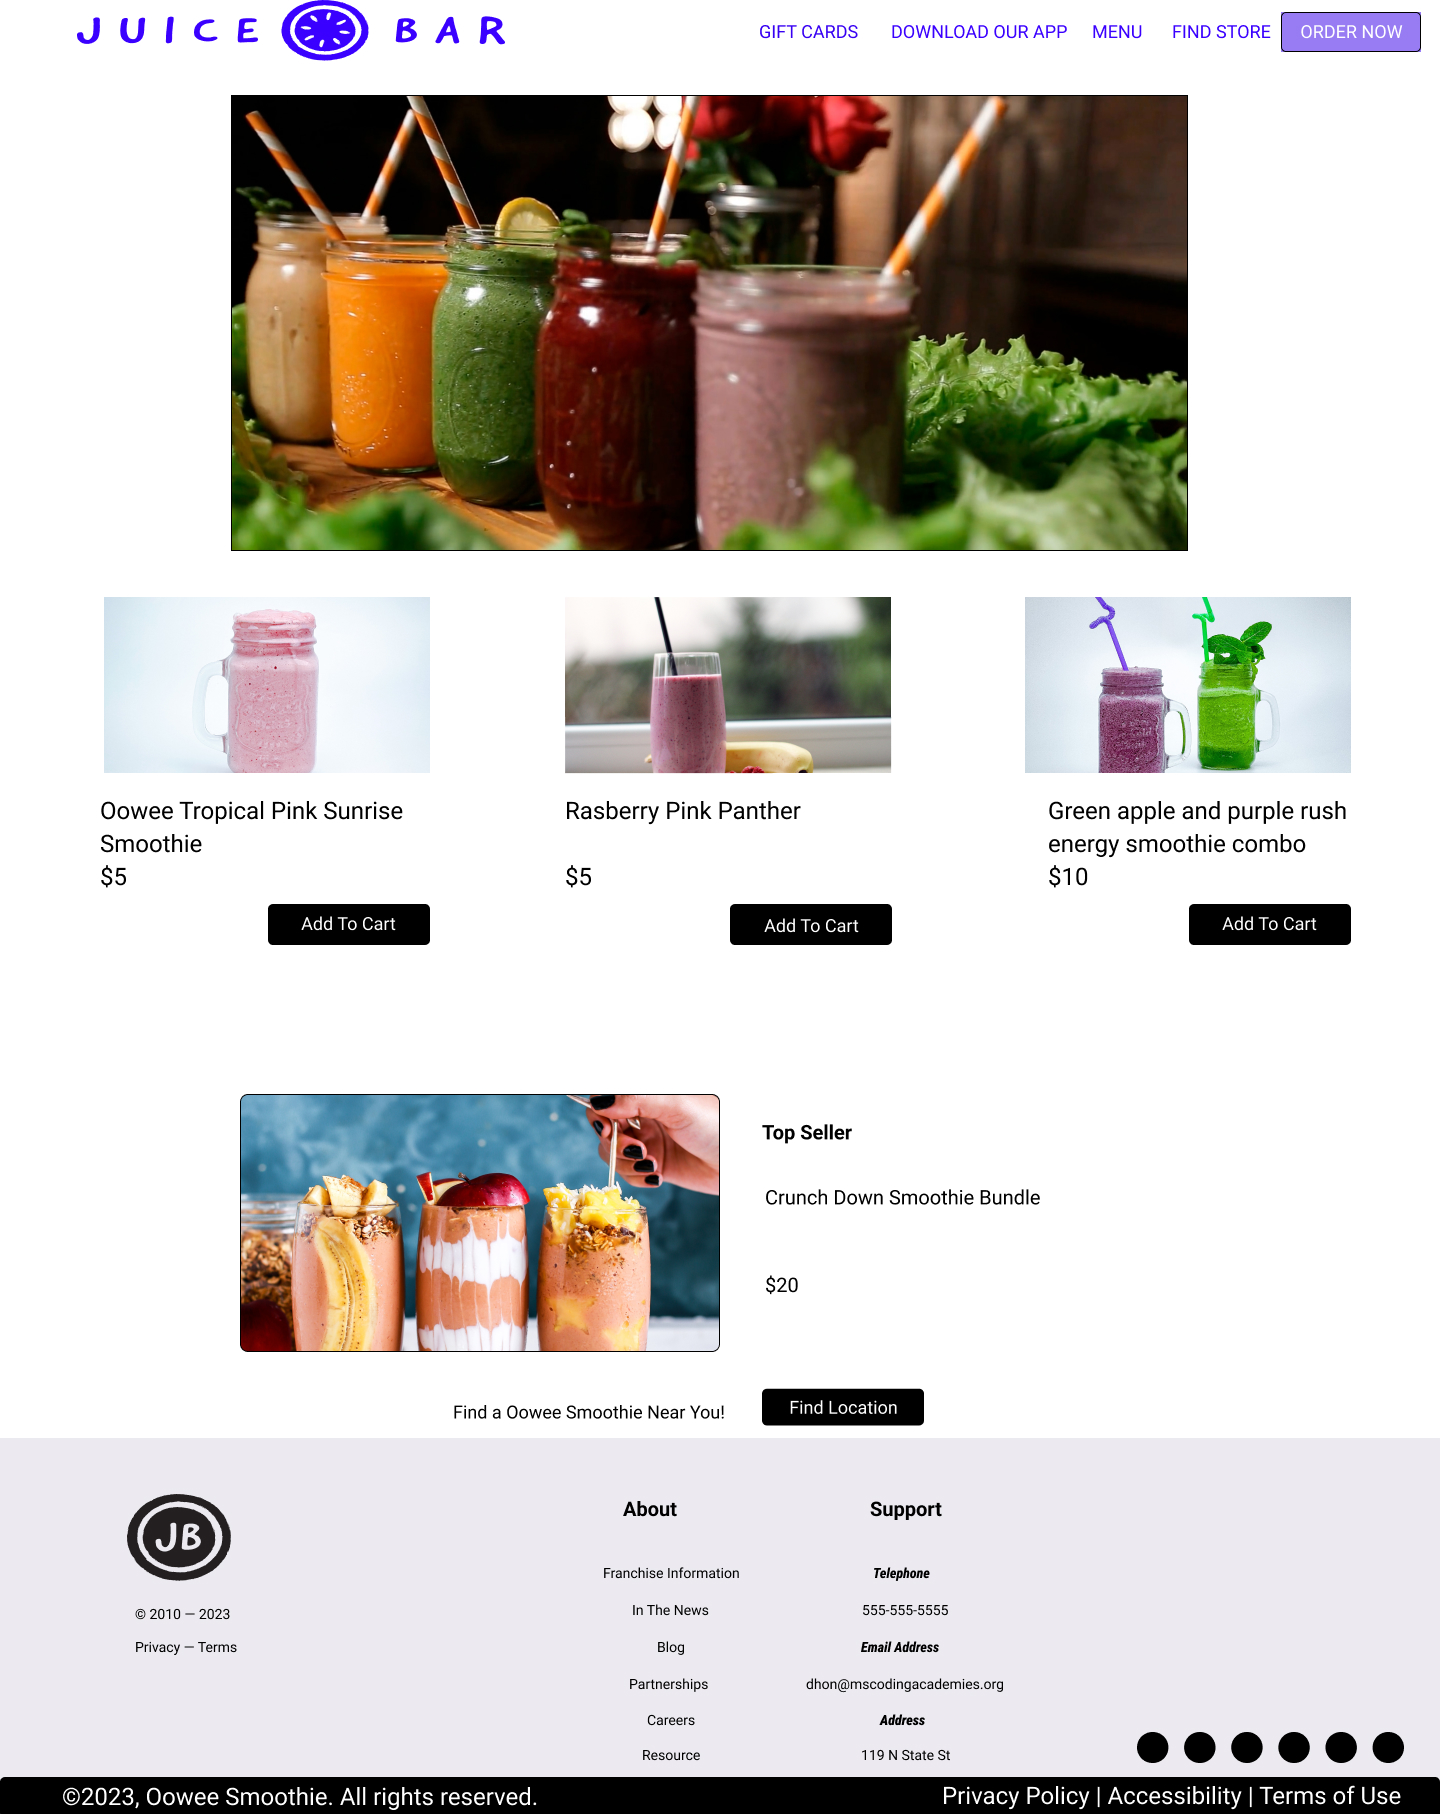 JUICE BAR
GIFT CARDS
DOWNLOAD OUR APP
MENU
FIND STORE
ORDER NOW
Oowee Tropical Pink Sunrise
Smoothie
$5
Add To Cart
Rasberry Pink Panther
$5
Add To Cart
Green apple and purple rush
energy smoothie combo
$10
Add To Cart
Top Seller
Crunch Down Smoothie Bundle
$20
Find a Oowee Smoothie Near You!
Find Location
JB
© 2010 — 2023
Privacy — Terms
About
Franchise Information
In The News
Blog
Partnerships
Careers
Resource
Support
Telephone
555-555-5555
Email Address
dhon@mscodingacademies.org
Address
119 N State St
©2023, Oowee Smoothie. All rights reserved.
Privacy Policy | Accessibility | Terms of Use